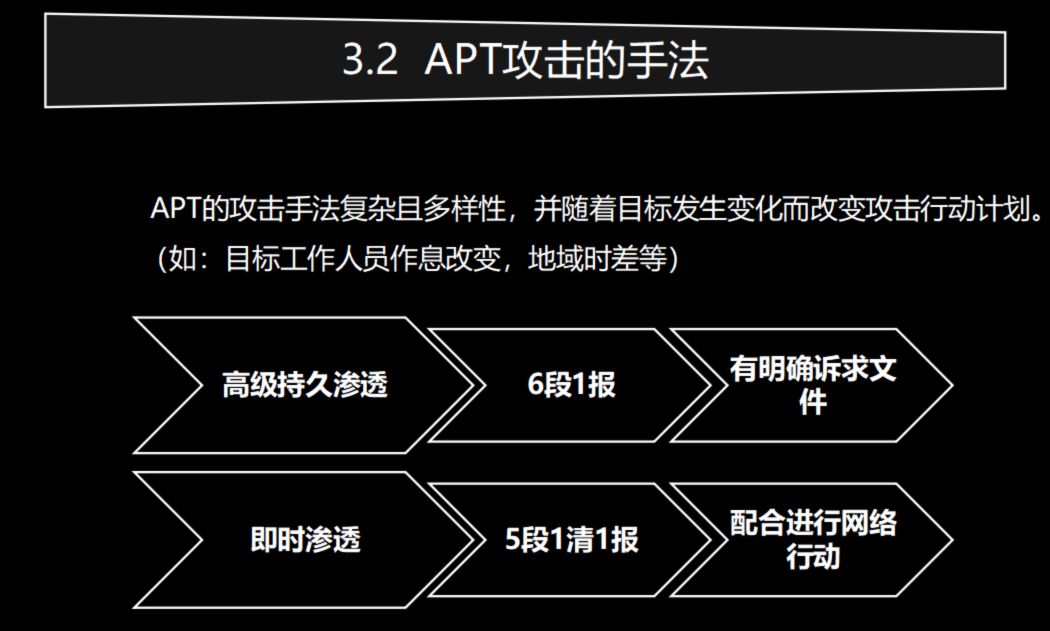 3.2 APT攻击的手法
APT的攻击手法复杂且多样性，并随着目标发生变化而改变攻击行动计划。
（如：目标工作人员作息改变，地域时差等）
高级持久渗透
6段1报
有明确诉求文
件
即时渗透
5段1清1报
配合进行网络
行动